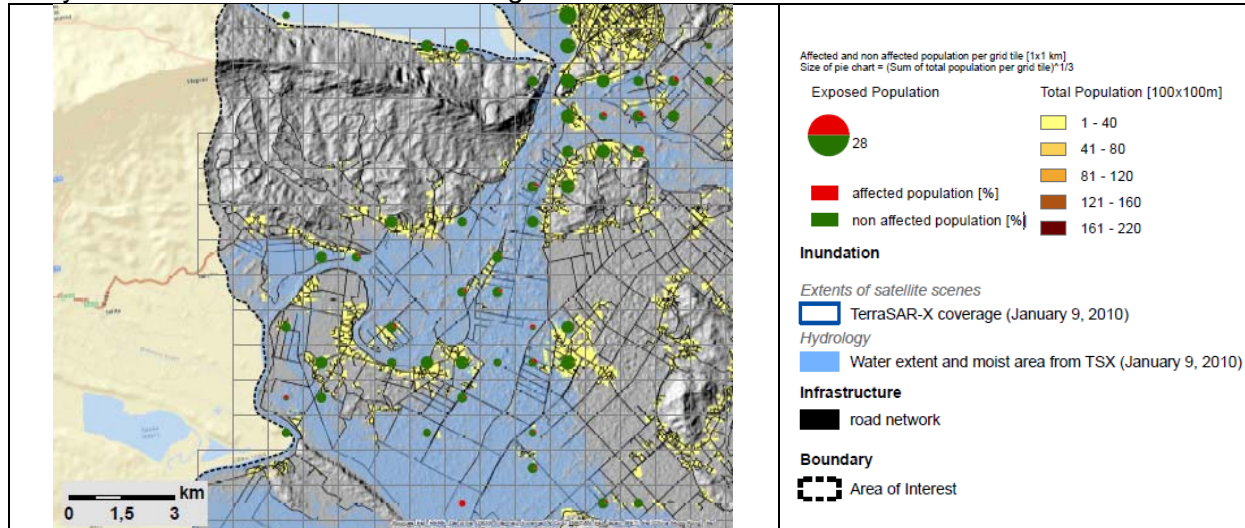 Affected and non affected population per grid tile [1x1 km]
Size of pie chart = (Sum of total population per grid tile)^1/3
Exposed Population
Total Population [100x100m]
28
1 - 40
41 - 80
81 - 120
121 - 160
161 - 220
affected population [%]
non affected population [%]
Inundation
Extents of satellite scenes
TerraSAR-X coverage (January 9, 2010)
Hydrology
Water extent and moist area from TSX (January 9, 2010)
Infrastructure
road network
Boundary
Area of Interest
km
0 1,5 3